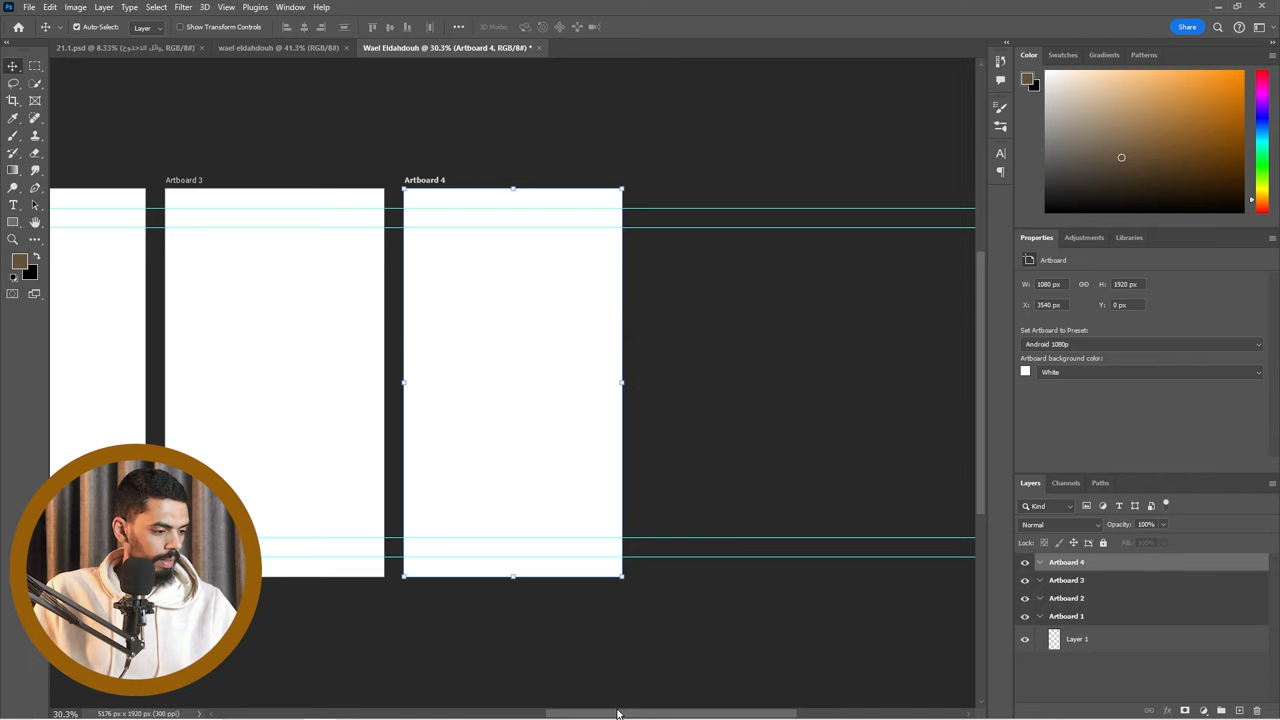 Ps File Edit Image Layer Type Select Filter 3D View Plugins Window Help
Auto-Select: Layer Show Transform Controls 3D Mode: Share
21.1.psd @ 8.33% (وائل الدحدوح, RGB/8#) × wael eldahdouh @ 41.3% (RGB/8#) × Wael Eldahdouh @ 30.3% (Artboard 4, RGB/8#) * ×
Color Swatches Gradients Patterns
Artboard 3 Artboard 4
Properties Adjustments Libraries
Artboard
W: 1080 px H: 1920 px
X: 3540 px Y: 0 px
Set Artboard to Preset:
Android 1080p
Artboard background color:
White
Layers Channels Paths
Kind
Normal Opacity: 100%
Lock: Fill: 100%
Artboard 4
Artboard 3
Artboard 2
Artboard 1
Layer 1
30.3% 5176 px x 1920 px (300 ppi)